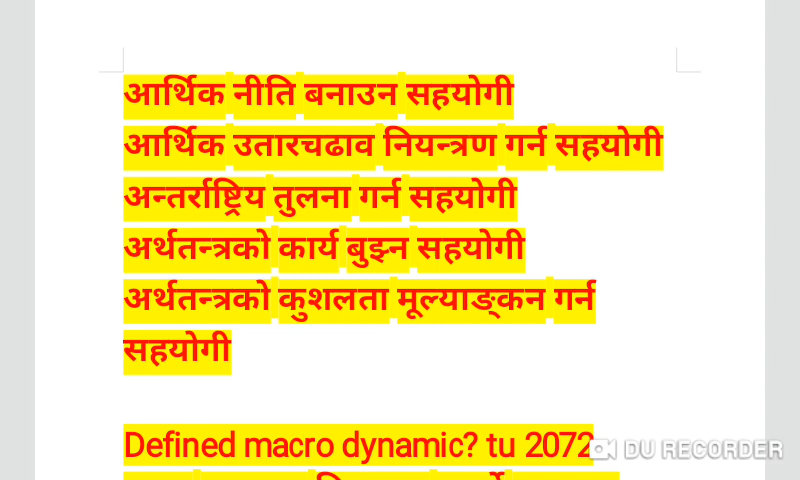 आर्थिक नीति बनाउन सहयोगी
आर्थिक उतारचढाव नियन्त्रण गर्न सहयोगी
अन्तर्राष्ट्रिय तुलना गर्न सहयोगी
अर्थतन्त्रको कार्य बुझ्न सहयोगी
अर्थतन्त्रको कुशलता मूल्याङ्कन गर्न
सहयोगी
Defined macro dynamic? tu 2072
DU RECORDER